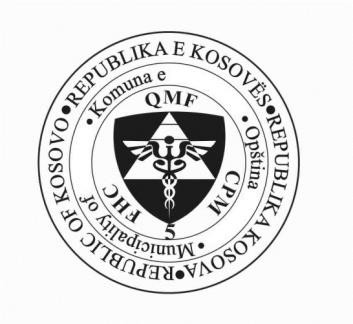 •REPUBLIKA E KOSOVËS•REPUBLIKA KOSOVA•REPUBLIC OF KOSOVO
•Komuna e •Opština •Municipality of
QMF CPM FHC
5